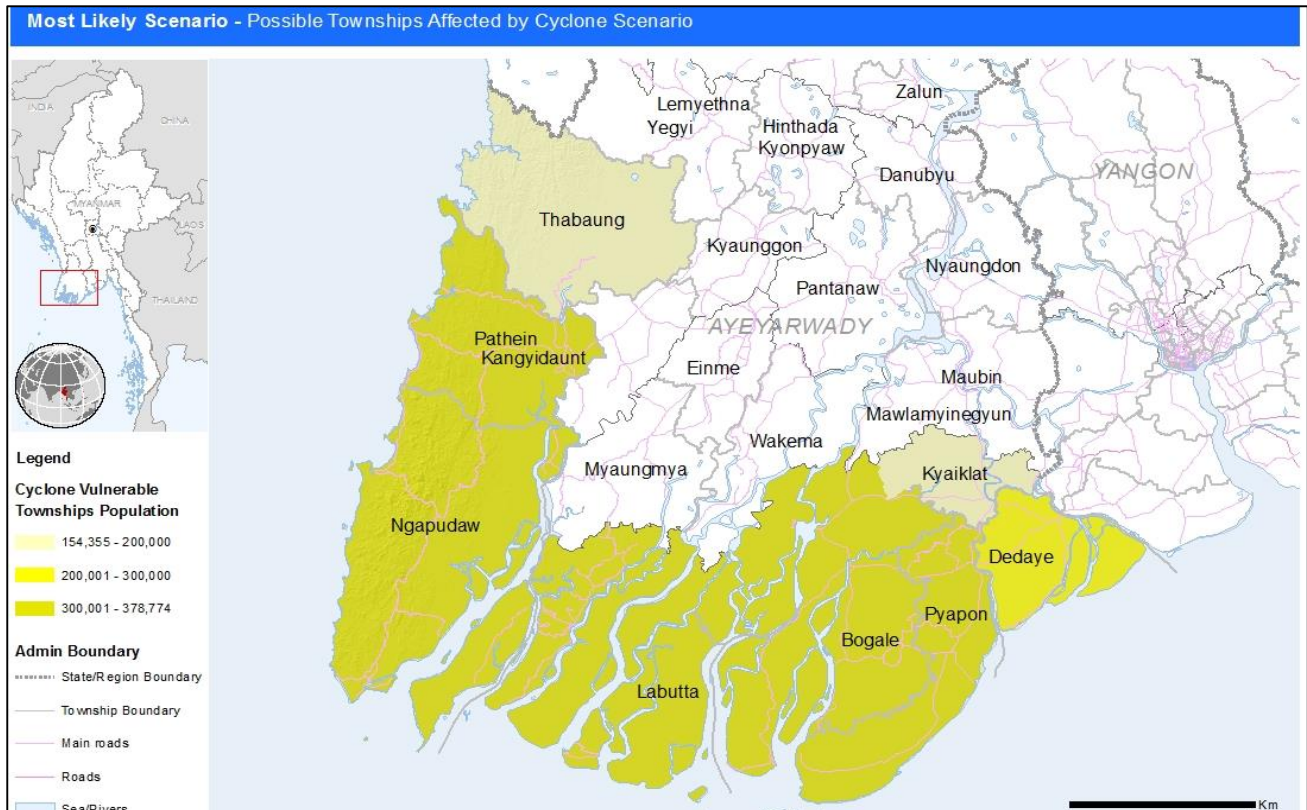 Most Likely Scenario - Possible Townships Affected by Cyclone Scenario
INDIA
CHINA
MYANMAR
LAOS
THAILAND
Legend
Cyclone Vulnerable
Townships Population
154,355 - 200,000
200,001 - 300,000
300,001 - 378,774
Admin Boundary
State/Region Boundary
Township Boundary
Main roads
Roads
Sea/Rivers
Zalun
Lemyethna
Yegyi
Hinthada
Kyonpyaw
Danubyu
YANGON
Thabaung
Kyaunggon
Nyaungdon
Pantanaw
AYEYARWADY
Pathein
Kangyidaunt
Einme
Maubin
Mawlamyinegyun
Wakema
Myaungmya
Kyaiklat
Ngapudaw
Dedaye
Pyapon
Bogale
Labutta
Km